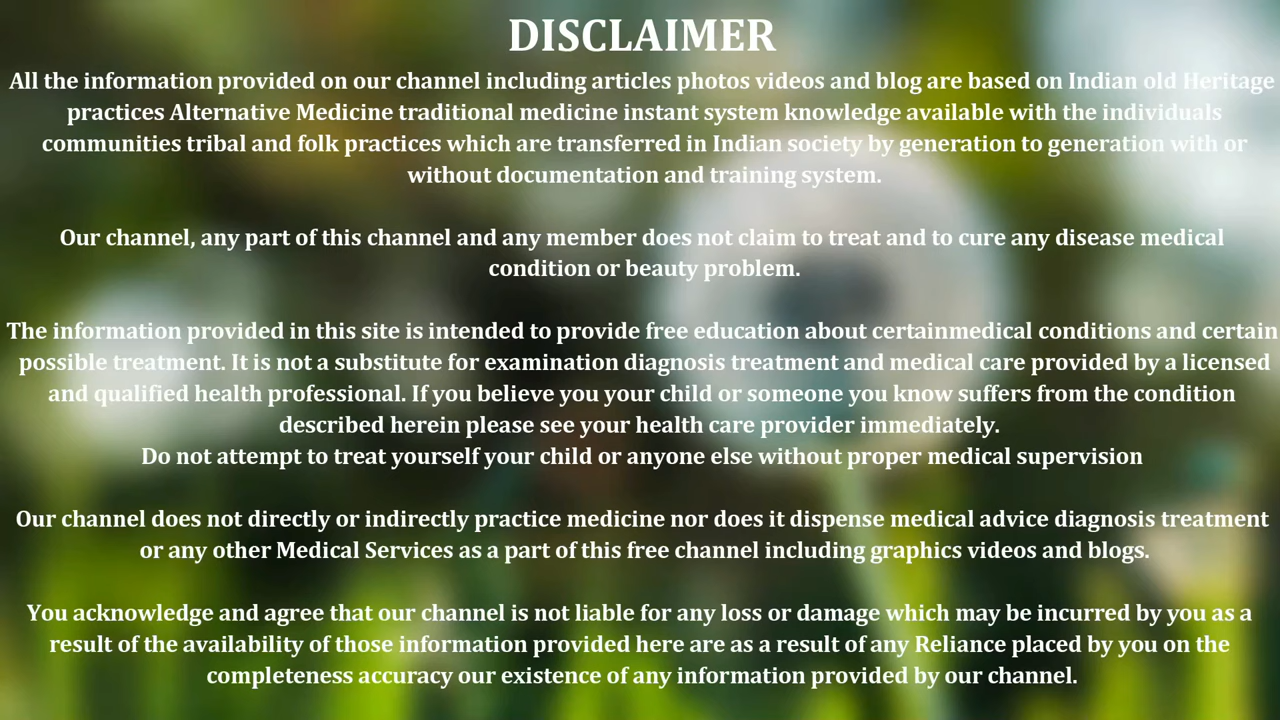 DISCLAIMER
All the information provided on our channel including articles photos videos and blog are based on Indian old Heritage
practices Alternative Medicine traditional medicine instant system knowledge available with the individuals
communities tribal and folk practices which are transferred in Indian society by generation to generation with or
without documentation and training system.
Our channel, any part of this channel and any member does not claim to treat and to cure any disease medical
condition or beauty problem.
The information provided in this site is intended to provide free education about certainmedical conditions and certain
possible treatment. It is not a substitute for examination diagnosis treatment and medical care provided by a licensed
and qualified health professional. If you believe you your child or someone you know suffers from the condition
described herein please see your health care provider immediately.
Do not attempt to treat yourself your child or anyone else without proper medical supervision
Our channel does not directly or indirectly practice medicine nor does it dispense medical advice diagnosis treatment
or any other Medical Services as a part of this free channel including graphics videos and blogs.
You acknowledge and agree that our channel is not liable for any loss or damage which may be incurred by you as a
result of the availability of those information provided here are as a result of any Reliance placed by you on the
completeness accuracy our existence of any information provided by our channel.